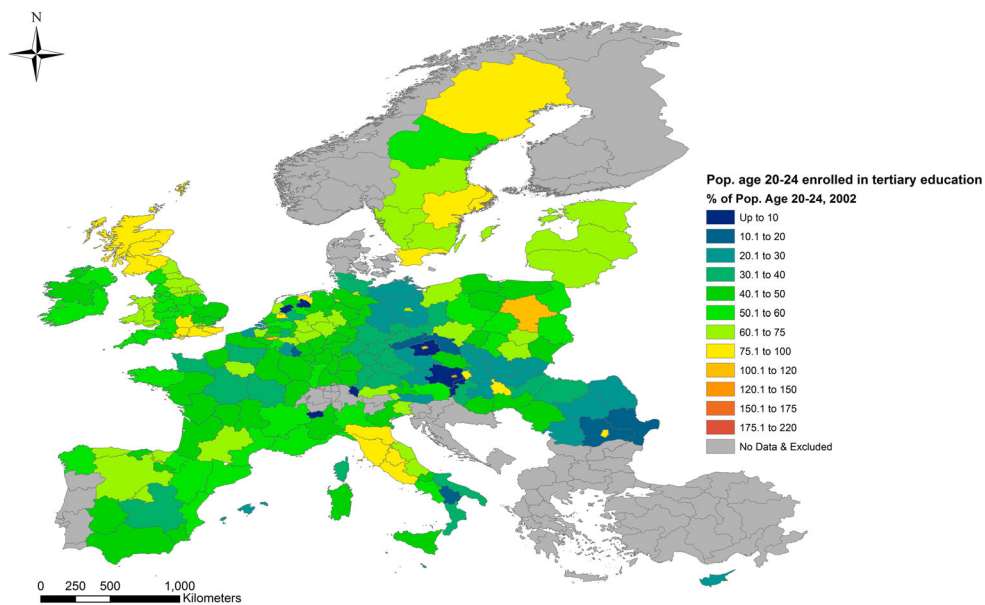 N
Pop. age 20-24 enrolled in tertiary education
% of Pop. Age 20-24, 2002
Up to 10
10.1 to 20
20.1 to 30
30.1 to 40
40.1 to 50
50.1 to 60
60.1 to 75
75.1 to 100
100.1 to 120
120.1 to 150
150.1 to 175
175.1 to 220
No Data & Excluded
0 250 500 1,000
Kilometers